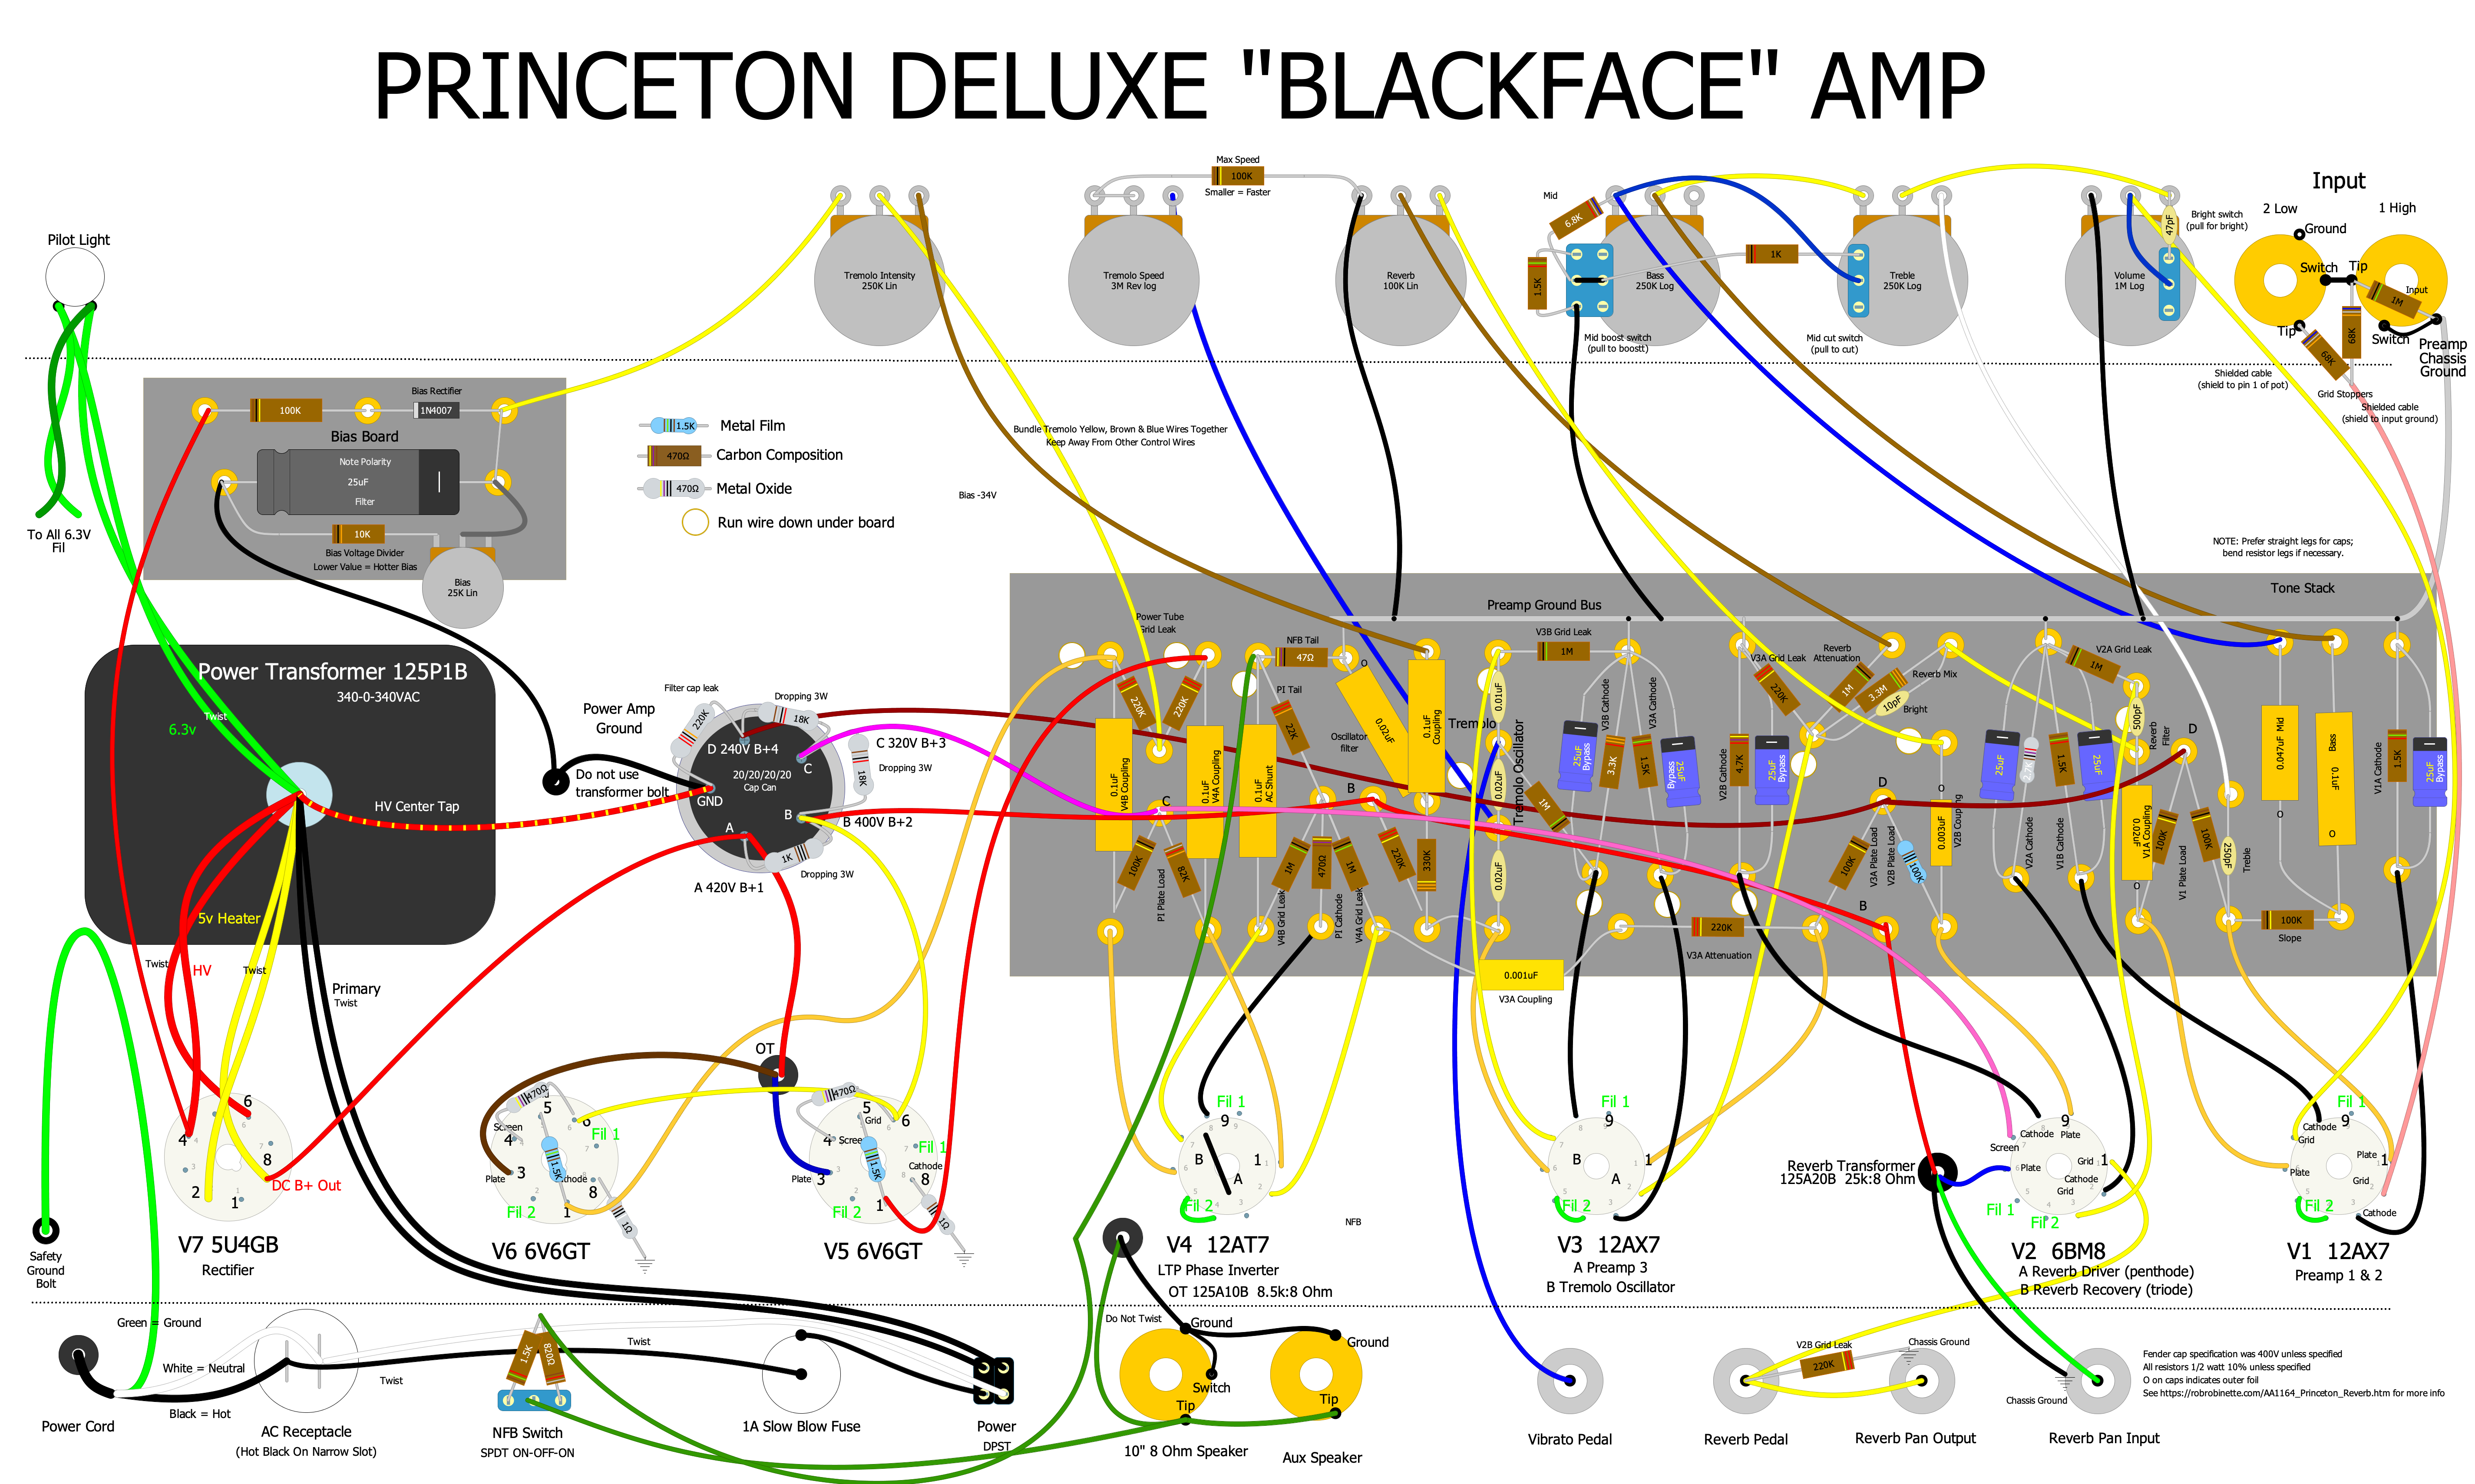 PRINCETON DELUXE "BLACKFACE" AMP
Max Speed
100K
Smaller = Faster
Pilot Light
Tremolo Intensity
250K Lin
Tremolo Speed
3M Rev log
Reverb
100K Lin
Mid
6.8K
1.5K
Bass
250K Log
1K
Treble
250K Log
Volume
1M Log
47pF
Bright switch
(pull for bright)
Input
2 Low
1 High
Ground
Switch
Tip
Input
1M
68K
Tip
68K
Switch
Preamp
Chassis
Ground
Mid boost switch
(pull to boostt)
Mid cut switch
(pull to cut)
Shielded cable
(shield to pin 1 of pot)
Grid Stoppers
Shielded cable
(shield to input ground)
100K
Bias Rectifier
1N4007
Bias Board
Note Polarity
25uF
Filter
10K
Bias Voltage Divider
Lower Value = Hotter Bias
Bias
25K Lin
To All 6.3V
Fil
1.5K
Metal Film
470Ω
Carbon Composition
470Ω
Metal Oxide
Run wire down under board
Bundle Tremolo Yellow, Brown & Blue Wires Together
Keep Away From Other Control Wires
Bias -34V
NOTE: Prefer straight legs for caps;
bend resistor legs if necessary.
Power Transformer 125P1B
340-0-340VAC
6.3v
Twist
HV Center Tap
5v Heater
Twist
HV
Twist
Primary
Twist
Power Amp
Ground
Do not use
transformer bolt
Filter cap leak
220K
Dropping 3W
18K
D 240V B+4
C
20/20/20/20
Cap Can
GND
B
A
C 320V B+3
Dropping 3W
18K
B 400V B+2
1K
Dropping 3W
A 420V B+1
Preamp Ground Bus
Tone Stack
Power Tube
Grid Leak
220K
220K
NFB Tail
47Ω
O
PI Tail
22K
0.1uF
V4B Coupling
0.1uF
V4A Coupling
0.1uF
AC Shunt
Oscillator
filter
0.02uF
0.1uF
Coupling
Tremolo
Tremolo Oscillator
0.01uF
0.02uF
0.02uF
V3B Grid Leak
1M
1M
25uF
Bypass
V3B Cathode
3.3K
1.5K
V3A Cathode
25uF
Bypass
V3A Grid Leak
220K
Reverb
Attenuation
1M
3.3M
10pF
Reverb Mix
Bright
V2B Cathode
4.7K
25uF
Bypass
V2A Grid Leak
1M
500pF
Reverb
Filter
D
25uF
2.7K
1.5K
25uF
V2A Cathode
V1B Cathode
0.02uF
V1A Coupling
O
100K
100K
V1 Plate Load
250pF
Treble
0.047uF Mid
O
Bass
0.1uF
O
V1A Cathode
1.5K
25uF
Bypass
100K
Slope
C
B
100K
PI Plate Load
82K
1M
V4B Grid Leak
470Ω
PI Cathode
1M
V4A Grid Leak
220K
330K
0.001uF
V3A Coupling
220K
V3A Attenuation
D
100K
V3A Plate Load
V2B Plate Load
100K
B
O
0.003uF
V2B Coupling
OT
4
6
8
2
1
DC B+ Out
V7 5U4GB
Rectifier
470Ω
5
6
Screen
4
Fil 1
3
Plate
1.5K
Cathode
8
Fil 2
1
1Ω
V6 6V6GT
470Ω
5
6
Grid
4
Screen
Fil 1
Plate
3
1.5K
Cathode
8
Fil 2
1
1Ω
V5 6V6GT
Fil 1
9
B
1
A
Fil 2
V4 12AT7
LTP Phase Inverter
OT 125A10B 8.5k:8 Ohm
NFB
Fil 1
9
B
1
A
Fil 2
V3 12AX7
A Preamp 3
B Tremolo Oscillator
Reverb Transformer
125A20B 25k:8 Ohm
9
Cathode
Plate
Screen
Plate
Grid
1
Cathode
Grid
Fil 1
Fil 2
V2 6BM8
A Reverb Driver (penthode)
B Reverb Recovery (triode)
Fil 1
9
Cathode
Grid
Plate
1
Plate
Grid
Fil 2
Cathode
V1 12AX7
Preamp 1 & 2
Safety
Ground
Bolt
Green = Ground
White = Neutral
Twist
Black = Hot
Power Cord
AC Receptacle
(Hot Black On Narrow Slot)
1.5K
820Ω
NFB Switch
SPDT ON-OFF-ON
Twist
1A Slow Blow Fuse
Power
DPST
Do Not Twist
Ground
Switch
Tip
10" 8 Ohm Speaker
Ground
Tip
Aux Speaker
Vibrato Pedal
V2B Grid Leak
220K
Chassis Ground
Reverb Pedal
Reverb Pan Output
Chassis Ground
Reverb Pan Input
Fender cap specification was 400V unless specified
All resistors 1/2 watt 10% unless specified
O on caps indicates outer foil
See https://robrobinette.com/AA1164_Princeton_Reverb.htm for more info